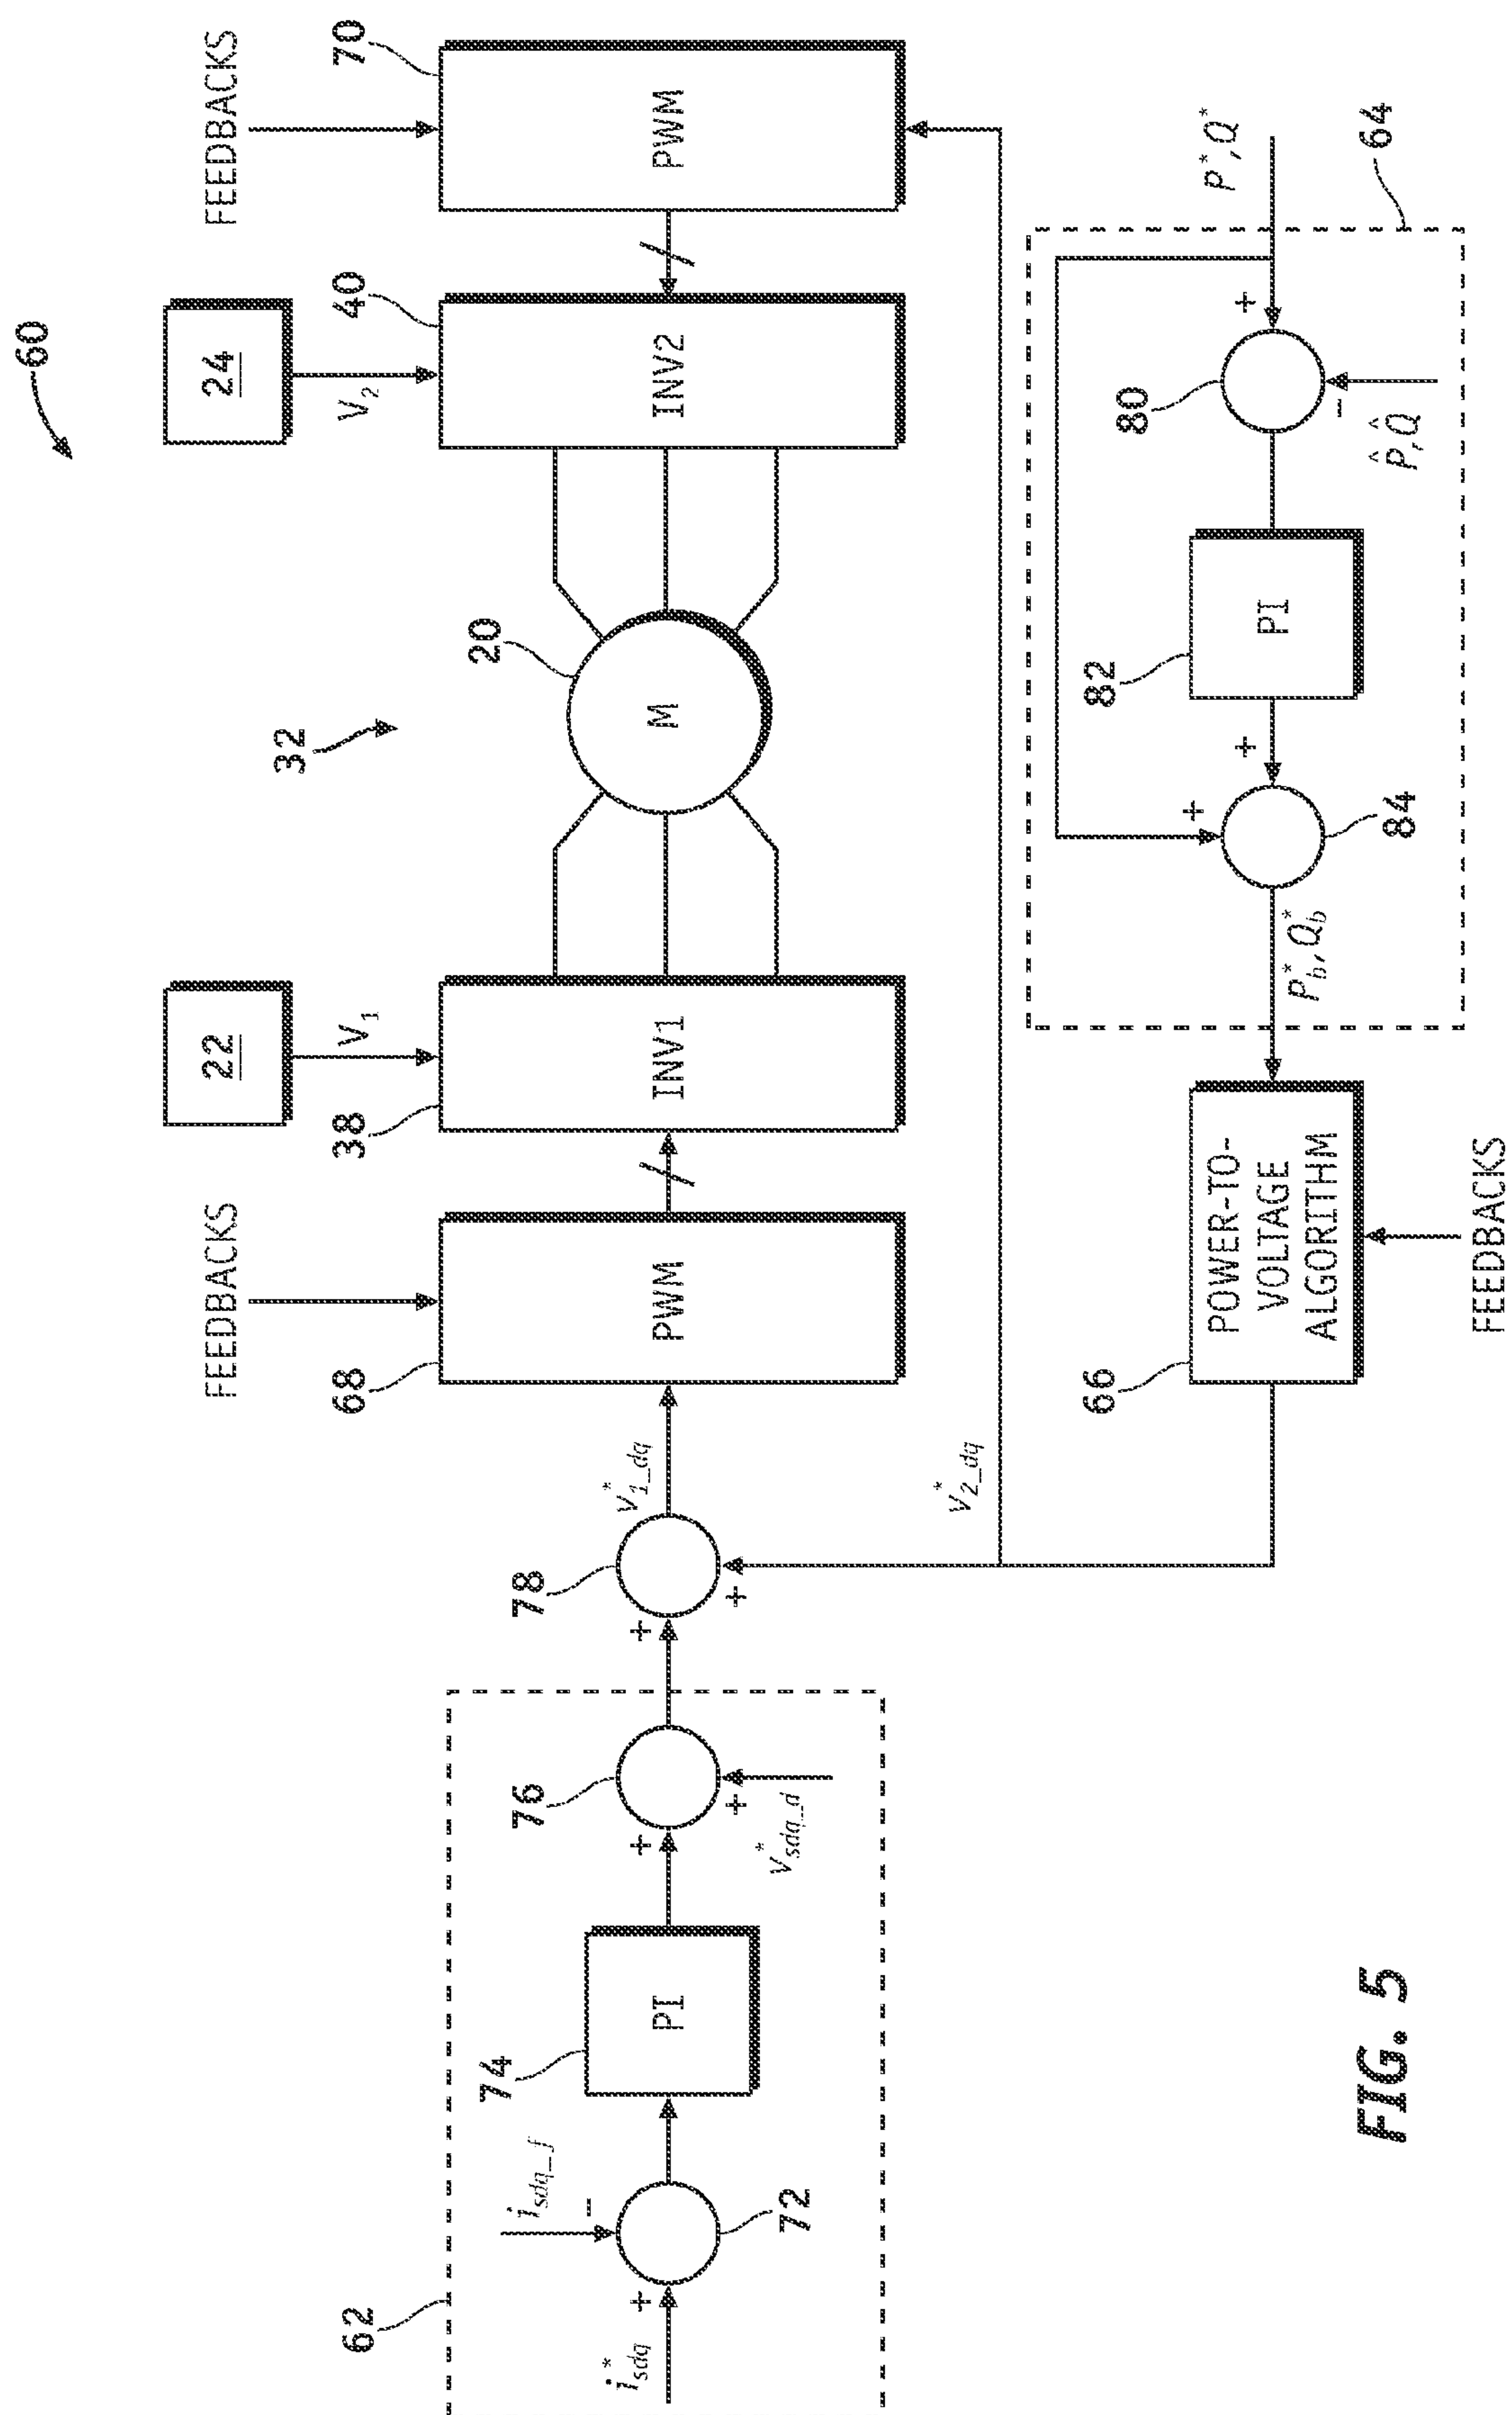 60
FEEDBACKS
22
24
FEEDBACKS
32
68
38
V₁
20
V₂
40
70
62
74
76
78
PWM
INV1
M
INV2
PWM
i*sdq
+
i sdq_f
-
72
PI
+
+
V*sdq_d
+
+
V*1_dq
V*2_dq
66
POWER-TO-
VOLTAGE
ALGORITHM
FEEDBACKS
P*b, Q*b
+
84
+
82
PI
80
+
-
P̂, Q̂
P*, Q*
64
FIG. 5